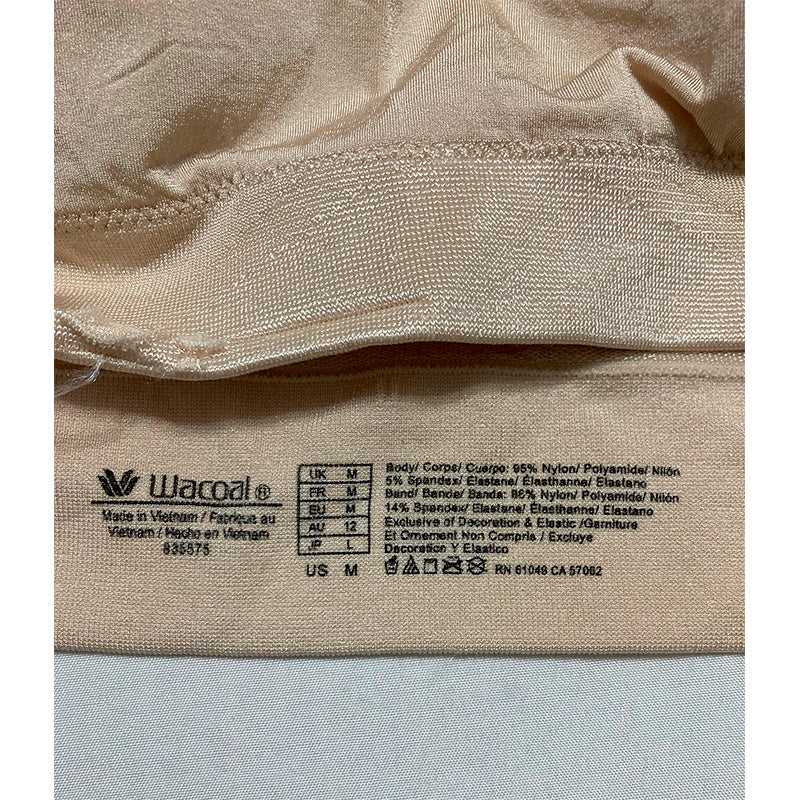 Wacoal ®
Made in Vietnam / Fabriqué au
Vietnam / Hecho en Vietnam
835575
UK M
FR M
EU M
AU 12
JP L
US M
Body/ Corps/ Cuerpo: 95% Nylon/ Polyamide/ Nilón
5% Spandex/ Élastane/ Élasthanne/ Elastano
Band/ Bande/ Banda: 86% Nylon/ Polyamide/ Nilón
14% Spandex/ Élastane/ Élasthanne/ Elastano
Exclusive of Decoration & Elastic /Garniture
Et Ornement Non Compris / Excluye
Decoration Y Elastico
RN 61049 CA 57062